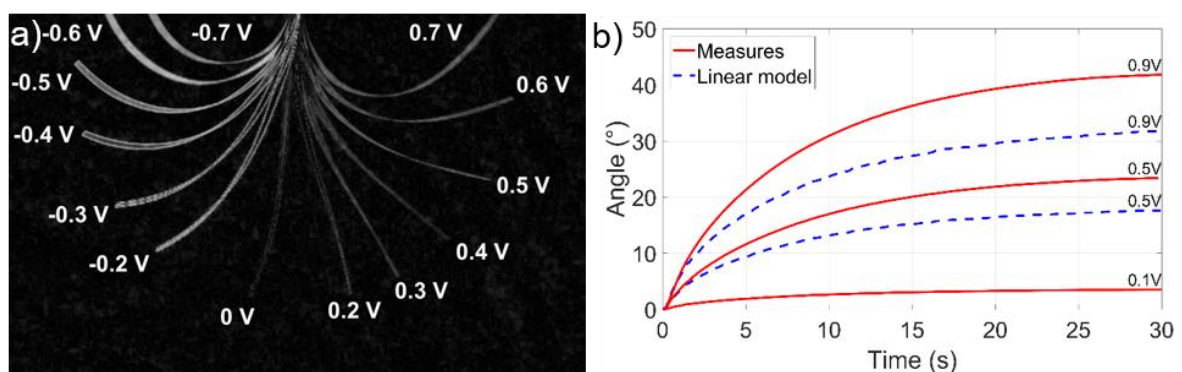 a)
-0.6 V
-0.7 V
0.7 V
-0.5 V
0.6 V
-0.4 V
0.5 V
-0.3 V
0.4 V
-0.2 V
0.3 V
0 V
0.2 V
b)
50
40
30
20
10
0
Angle (°)
Measures
Linear model
0.9V
0.9V
0.5V
0.5V
0.1V
0
5
10
15
20
25
30
Time (s)